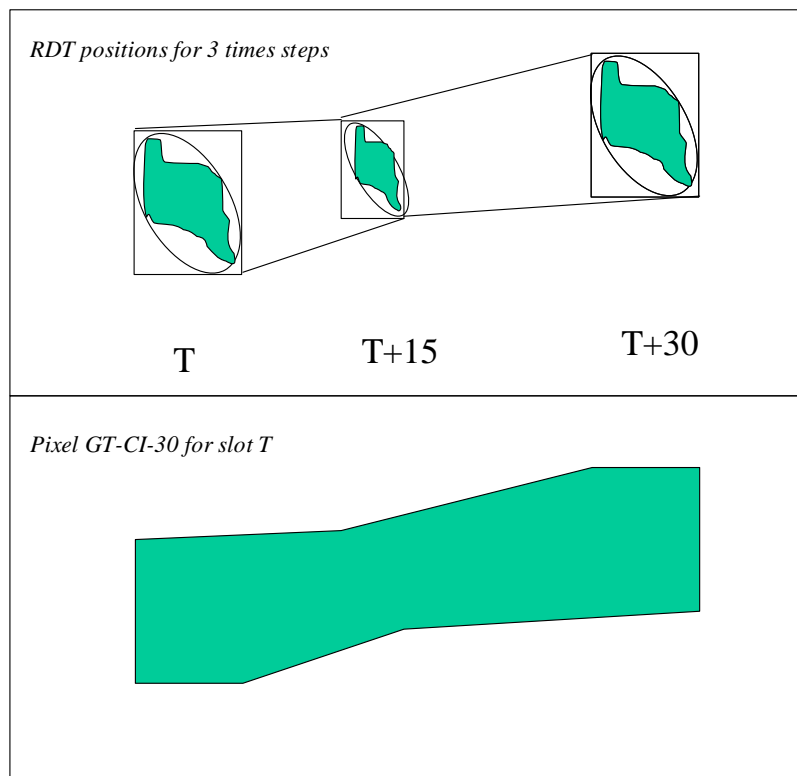 RDT positions for 3 times steps
T
T+15
T+30
Pixel GT-CI-30 for slot T